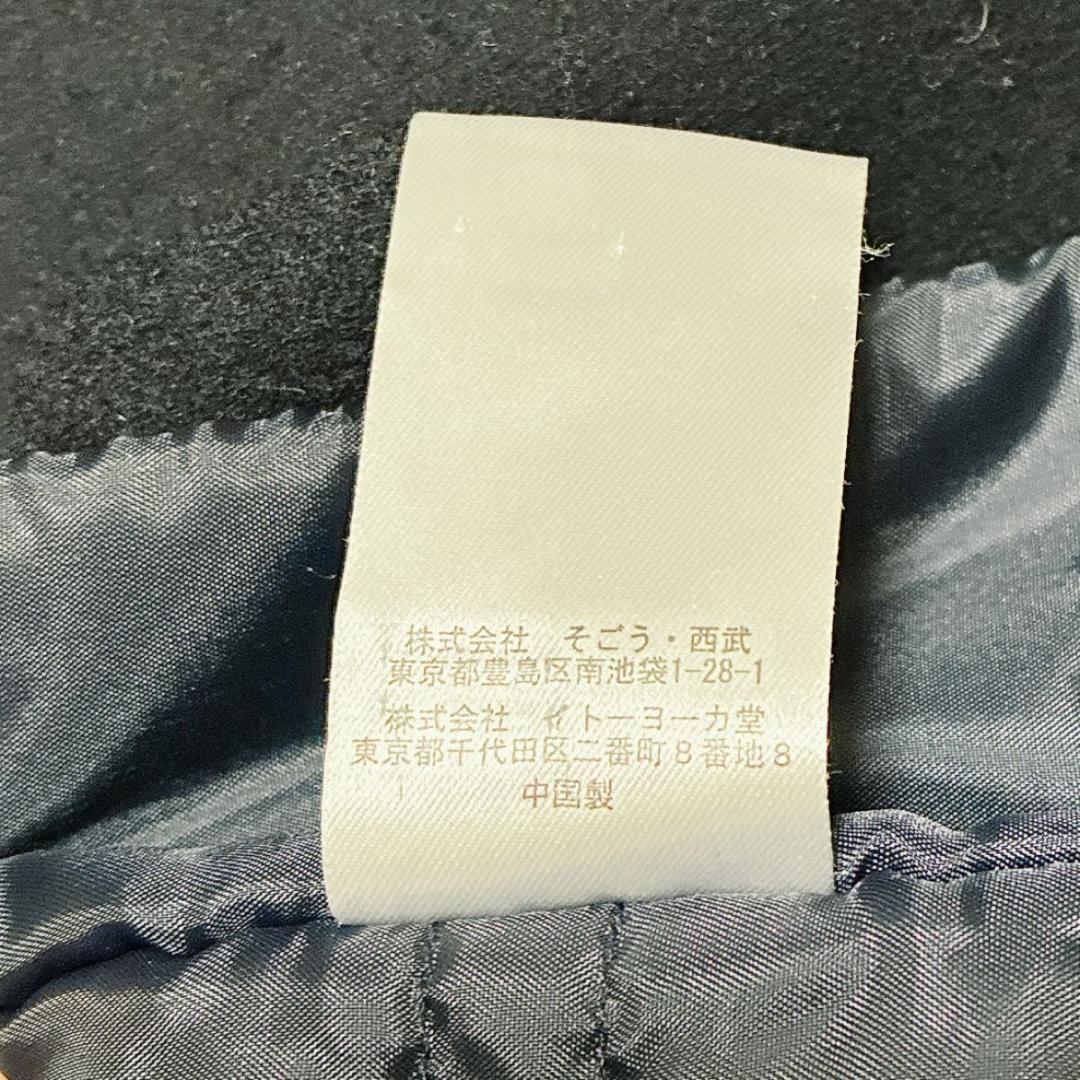 株式会社　そごう・西武
東京都豊島区南池袋1-28-1
株式会社　イトーヨーカ堂
東京都千代田区二番町８番地８
中国製